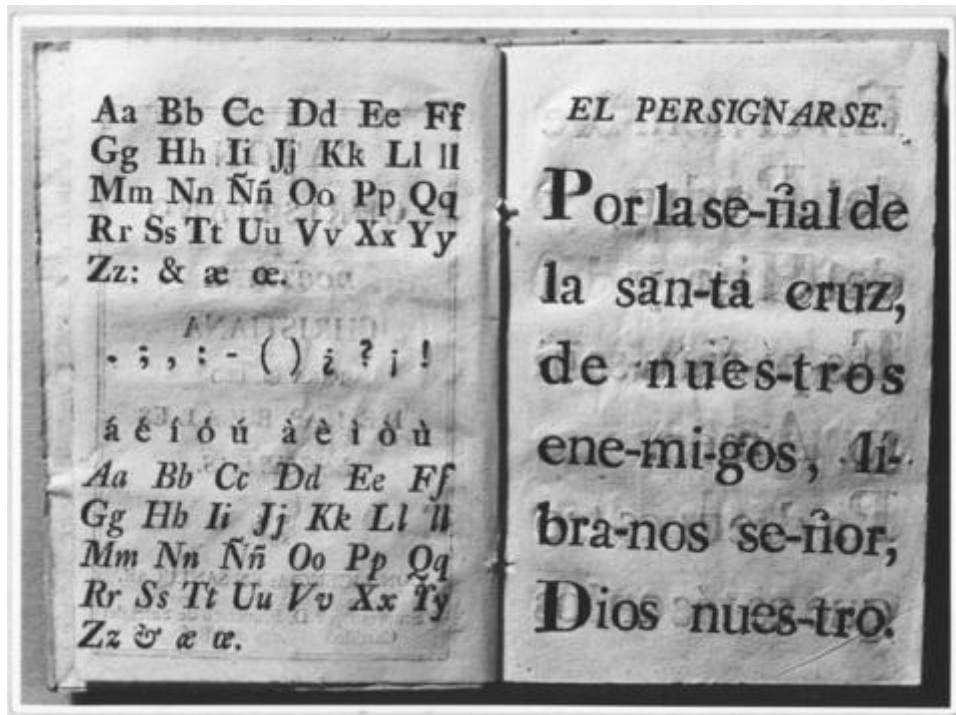 Aa Bb Cc Dd Ee Ff
Gg Hh Ii Jj Kk Ll ll
Mm Nn Ññ Oo Pp Qq
Rr Ss Tt Uu Vv Xx Yy
Zz: & æ œ.
. ; , : - ( ) ¿ ? ¡ !
á é í ó ú à è ì ò ù
Aa Bb Cc Dd Ee Ff
Gg Hh Ii Jj Kk Ll ll
Mm Nn Ññ Oo Pp Qq
Rr Ss Tt Uu Vv Xx Yy
Zz & æ œ.
EL PERSIGNARSE.
Por la se-ñal de
la san-ta cruz,
de nues-tros
ene-mi-gos, lí-
bra-nos se-ñor,
Dios nues-tro.